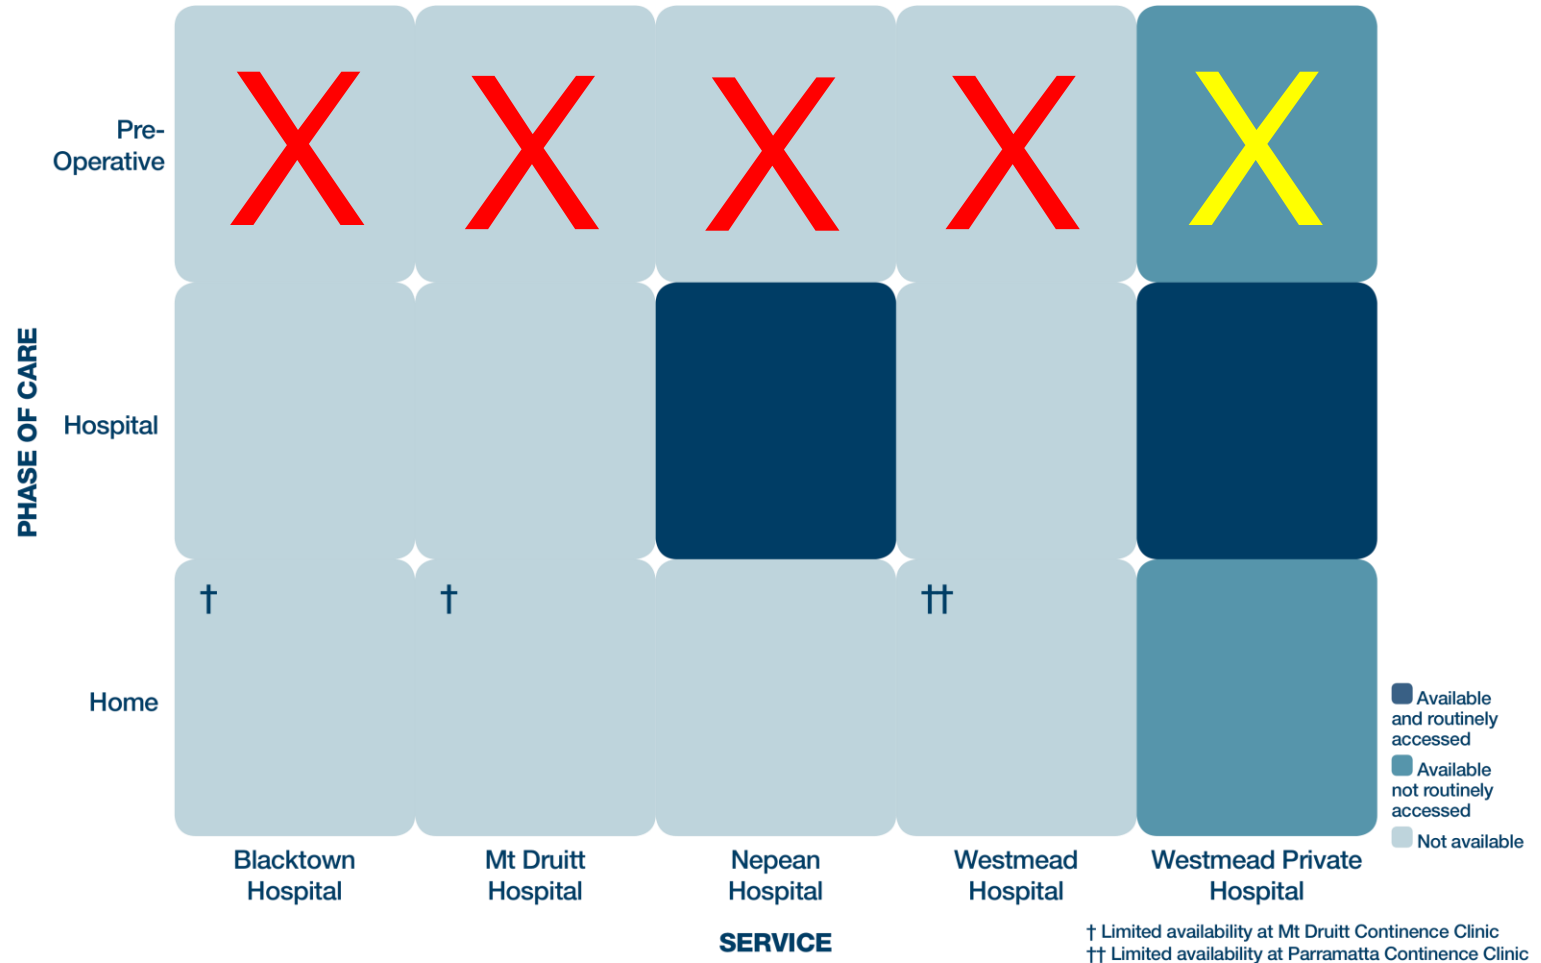 X X X X X
Pre-
Operative
PHASE OF CARE
Hospital
† † ††
Home
Available
and routinely
accessed
Available
not routinely
accessed
Not available
Blacktown
Hospital
Mt Druitt
Hospital
Nepean
Hospital
Westmead
Hospital
Westmead Private
Hospital
SERVICE
† Limited availability at Mt Druitt Continence Clinic
†† Limited availability at Parramatta Continence Clinic